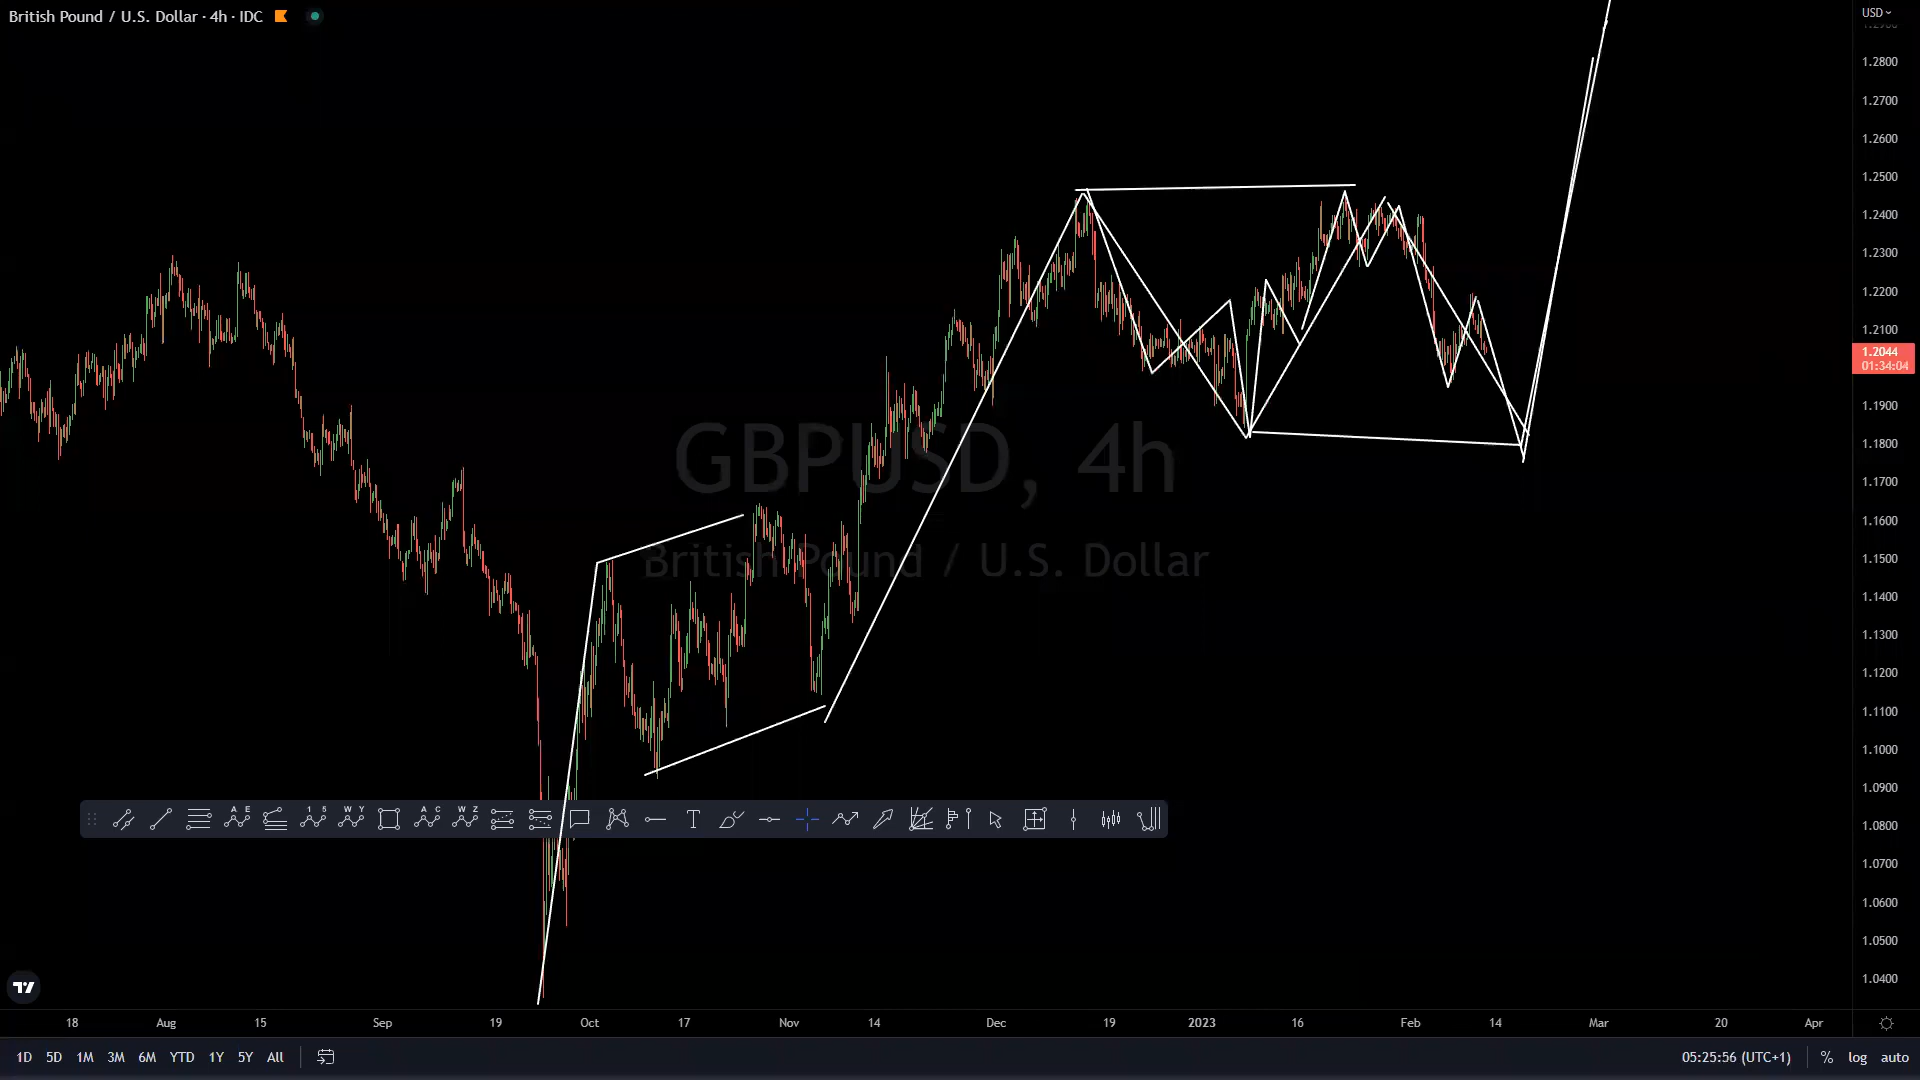 British Pound / U.S. Dollar · 4h · IDC
USD
1.2900
1.2800
1.2700
1.2600
1.2500
1.2400
1.2300
1.2200
1.2100
1.2044
01:34:04
1.1900
1.1800
1.1700
1.1600
1.1500
1.1400
1.1300
1.1200
1.1100
1.1000
1.0900
1.0800
1.0700
1.0600
1.0500
1.0400
GBPUSD, 4h
British Pound / U.S. Dollar
A E
1 5
W Y
A C
W Z
T
18 Aug 15 Sep 19 Oct 17 Nov 14 Dec 19 2023 16 Feb 14 Mar 20 Apr
1D 5D 1M 3M 6M YTD 1Y 5Y All
05:25:56 (UTC+1) % log auto